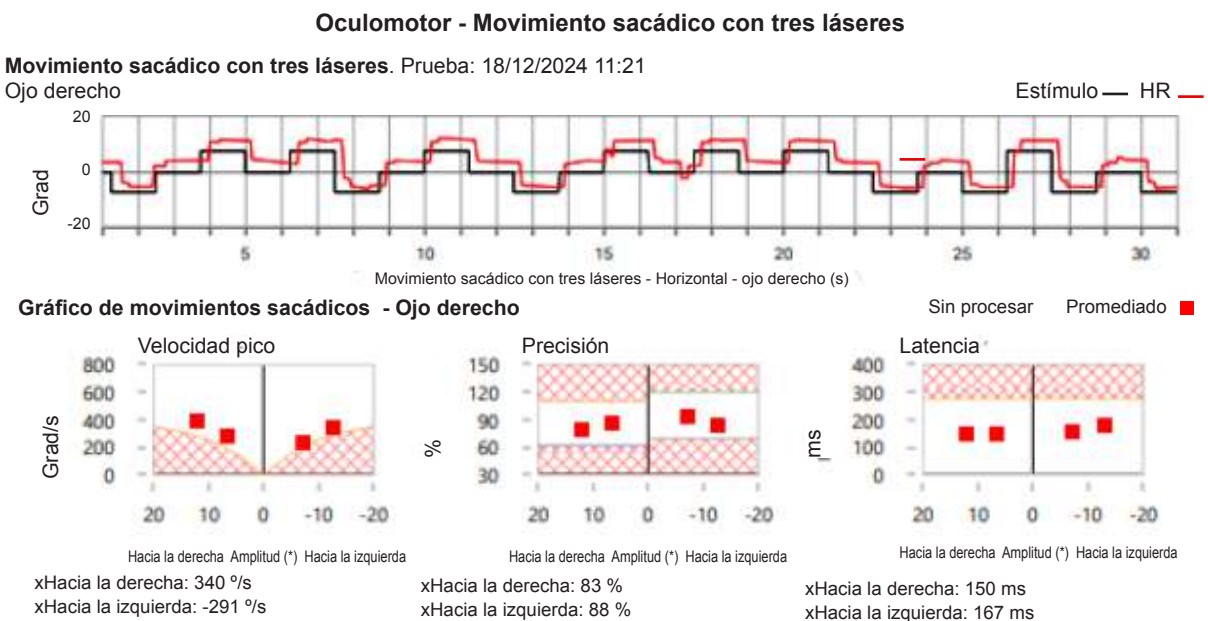 Oculomotor - Movimiento sacádico con tres láseres
Movimiento sacádico con tres láseres. Prueba: 18/12/2024 11:21
Ojo derecho Estímulo HR
20
0
-20
Grad
5 10 15 20 25 30
Movimiento sacádico con tres láseres - Horizontal - ojo derecho (s)
Gráfico de movimientos sacádicos - Ojo derecho Sin procesar Promediado
Velocidad pico
800
600
400
200
0
Grad/s
20 10 0 -10 -20
Hacia la derecha Amplitud (*) Hacia la izquierda
xHacia la derecha: 340 º/s
xHacia la izquierda: -291 º/s
Precisión
150
120
90
60
30
%
20 10 0 -10 -20
Hacia la derecha Amplitud (*) Hacia la izquierda
xHacia la derecha: 83 %
xHacia la izquierda: 88 %
Latencia
400
300
200
100
0
ms
20 10 0 -10 -20
Hacia la derecha Amplitud (*) Hacia la izquierda
xHacia la derecha: 150 ms
xHacia la izquierda: 167 ms